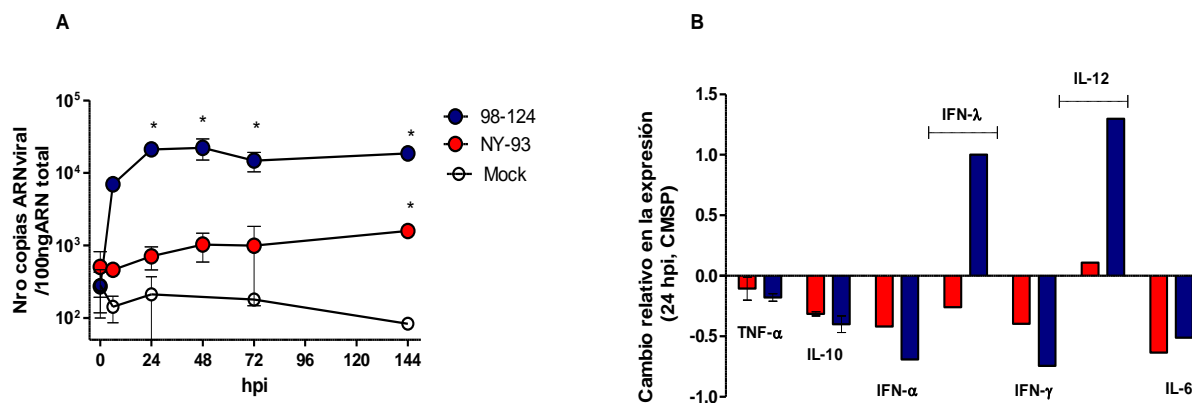 A
B
Nro copias ARNviral
/100ngARN total
10⁵
10⁴
10³
10²
0 24 48 72 96 120 144
hpi
* * * *
*
98-124
NY-93
Mock
Cambio relativo en la expresión
(24 hpi, CMSP)
1.5
1.0
0.5
0.0
-0.5
-1.0
TNF-α
IL-10
IFN-α
IFN-λ
IFN-γ
IL-12
IL-6